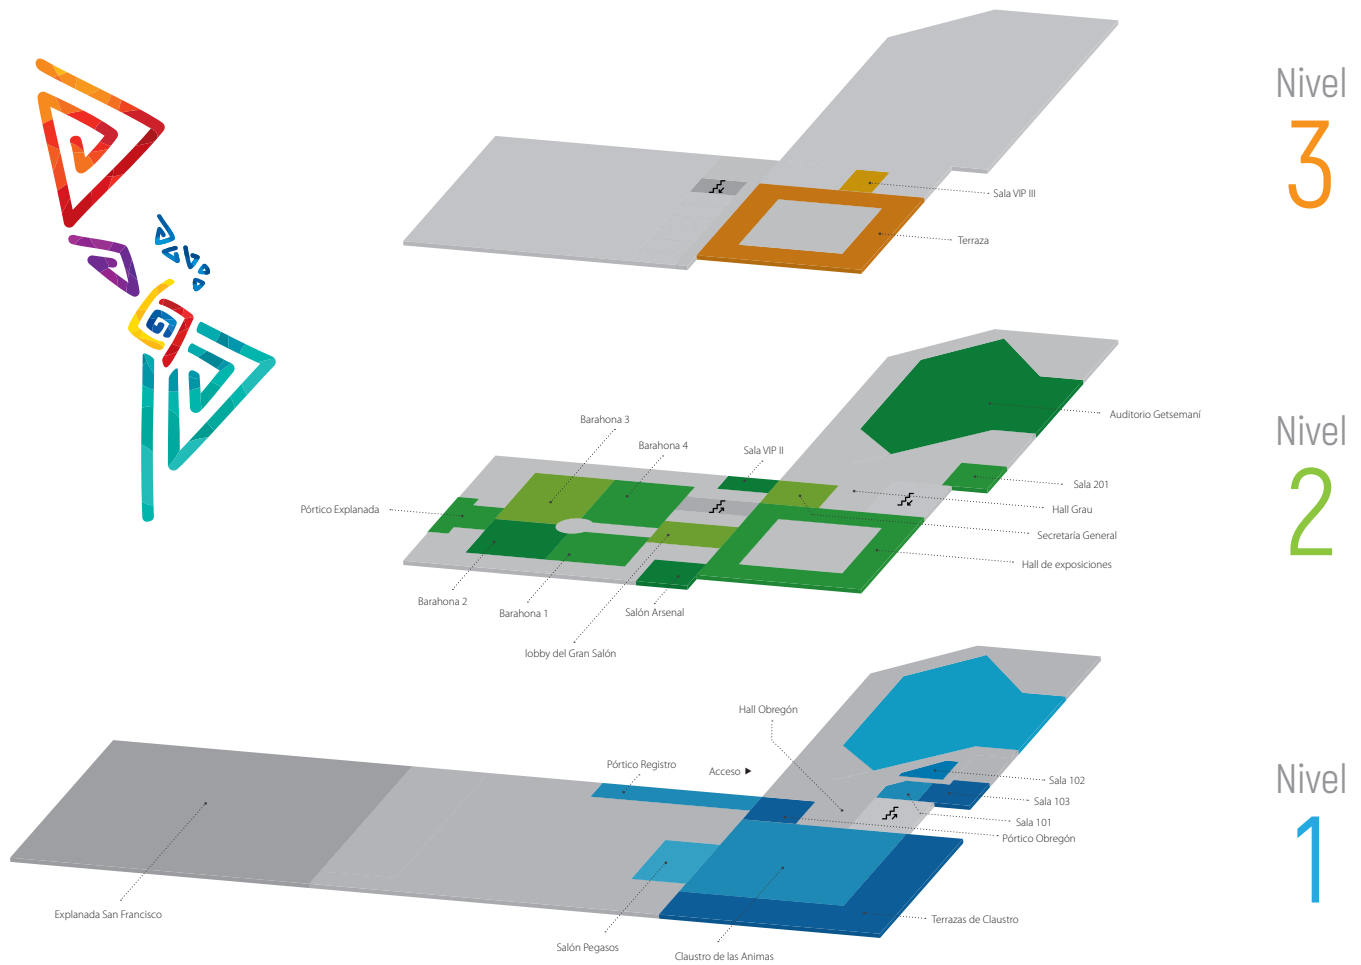 Nivel
3
Sala VIP III
Terraza
Nivel
2
Barahona 3
Barahona 4
Sala VIP II
Auditorio Getsemaní
Sala 201
Pórtico Explanada
Hall Grau
Secretaría General
Hall de exposiciones
Barahona 2
Barahona 1
Salón Arsenal
lobby del Gran Salón
Nivel
1
Hall Obregón
Pórtico Registro
Acceso
Sala 102
Sala 103
Sala 101
Pórtico Obregón
Explanada San Francisco
Terrazas de Claustro
Salón Pegasos
Claustro de las Animas